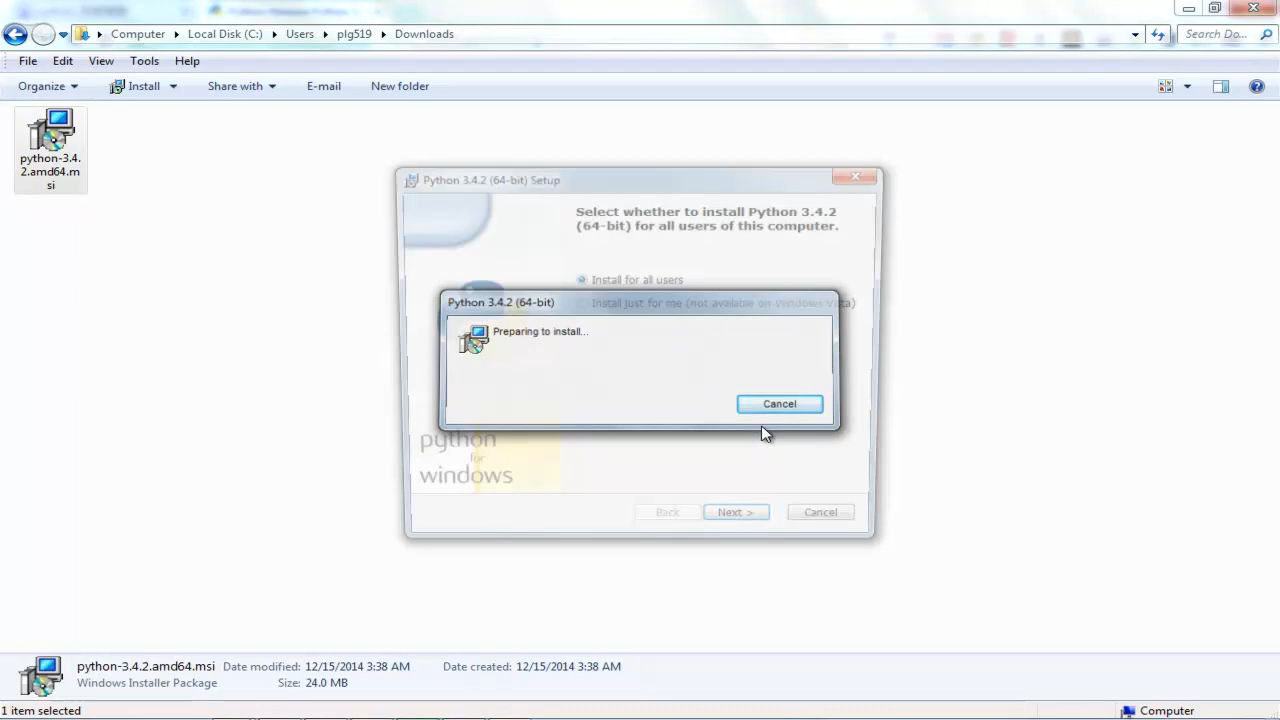 Computer Local Disk (C:) Users plg519 Downloads
Search Do...
File Edit View Tools Help
Organize Install Share with E-mail New folder
python-3.4.
2.amd64.m
si
Python 3.4.2 (64-bit) Setup
Select whether to install Python 3.4.2
(64-bit) for all users of this computer.
Install for all users
Install just for me (not available on Windows Vista)
Python 3.4.2 (64-bit)
Preparing to install...
Cancel
python
for
windows
Back Next > Cancel
python-3.4.2.amd64.msi Date modified: 12/15/2014 3:38 AM Date created: 12/15/2014 3:38 AM
Windows Installer Package Size: 24.0 MB
1 item selected Computer